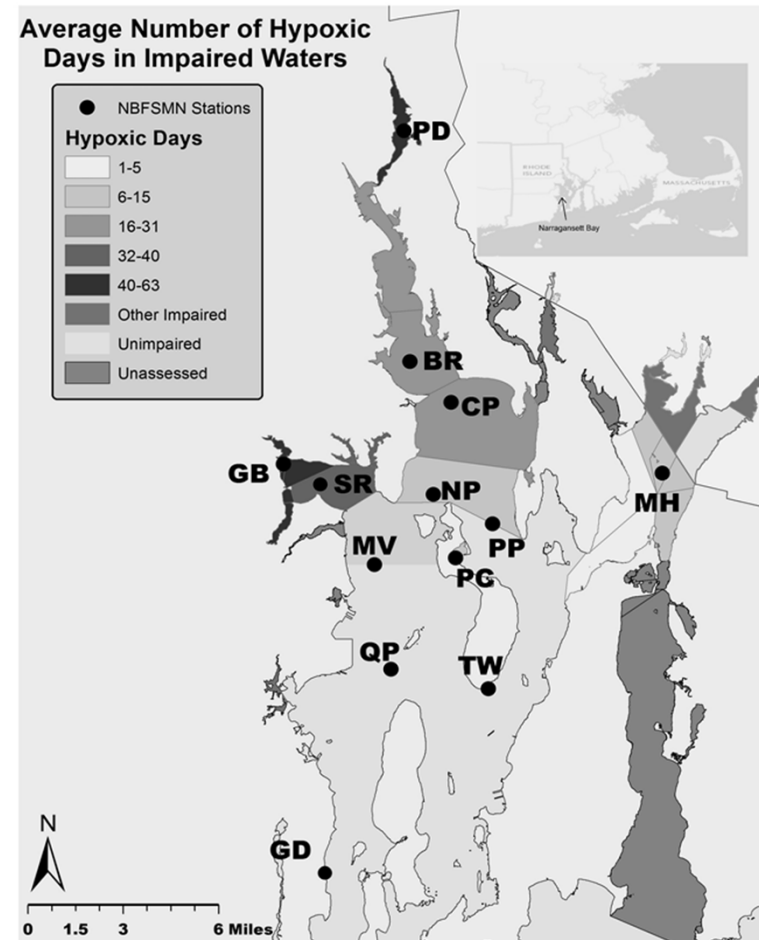 Average Number of Hypoxic
Days in Impaired Waters
NBFSMN Stations
Hypoxic Days
1-5
6-15
16-31
32-40
40-63
Other Impaired
Unimpaired
Unassessed
RHODE
ISLAND
MASSACHUSETTS
Narragansett Bay
PD
BR
CP
GB
SR
NP
MH
MV
PP
PC
QP
TW
GD
N
0 1.5 3 6 Miles